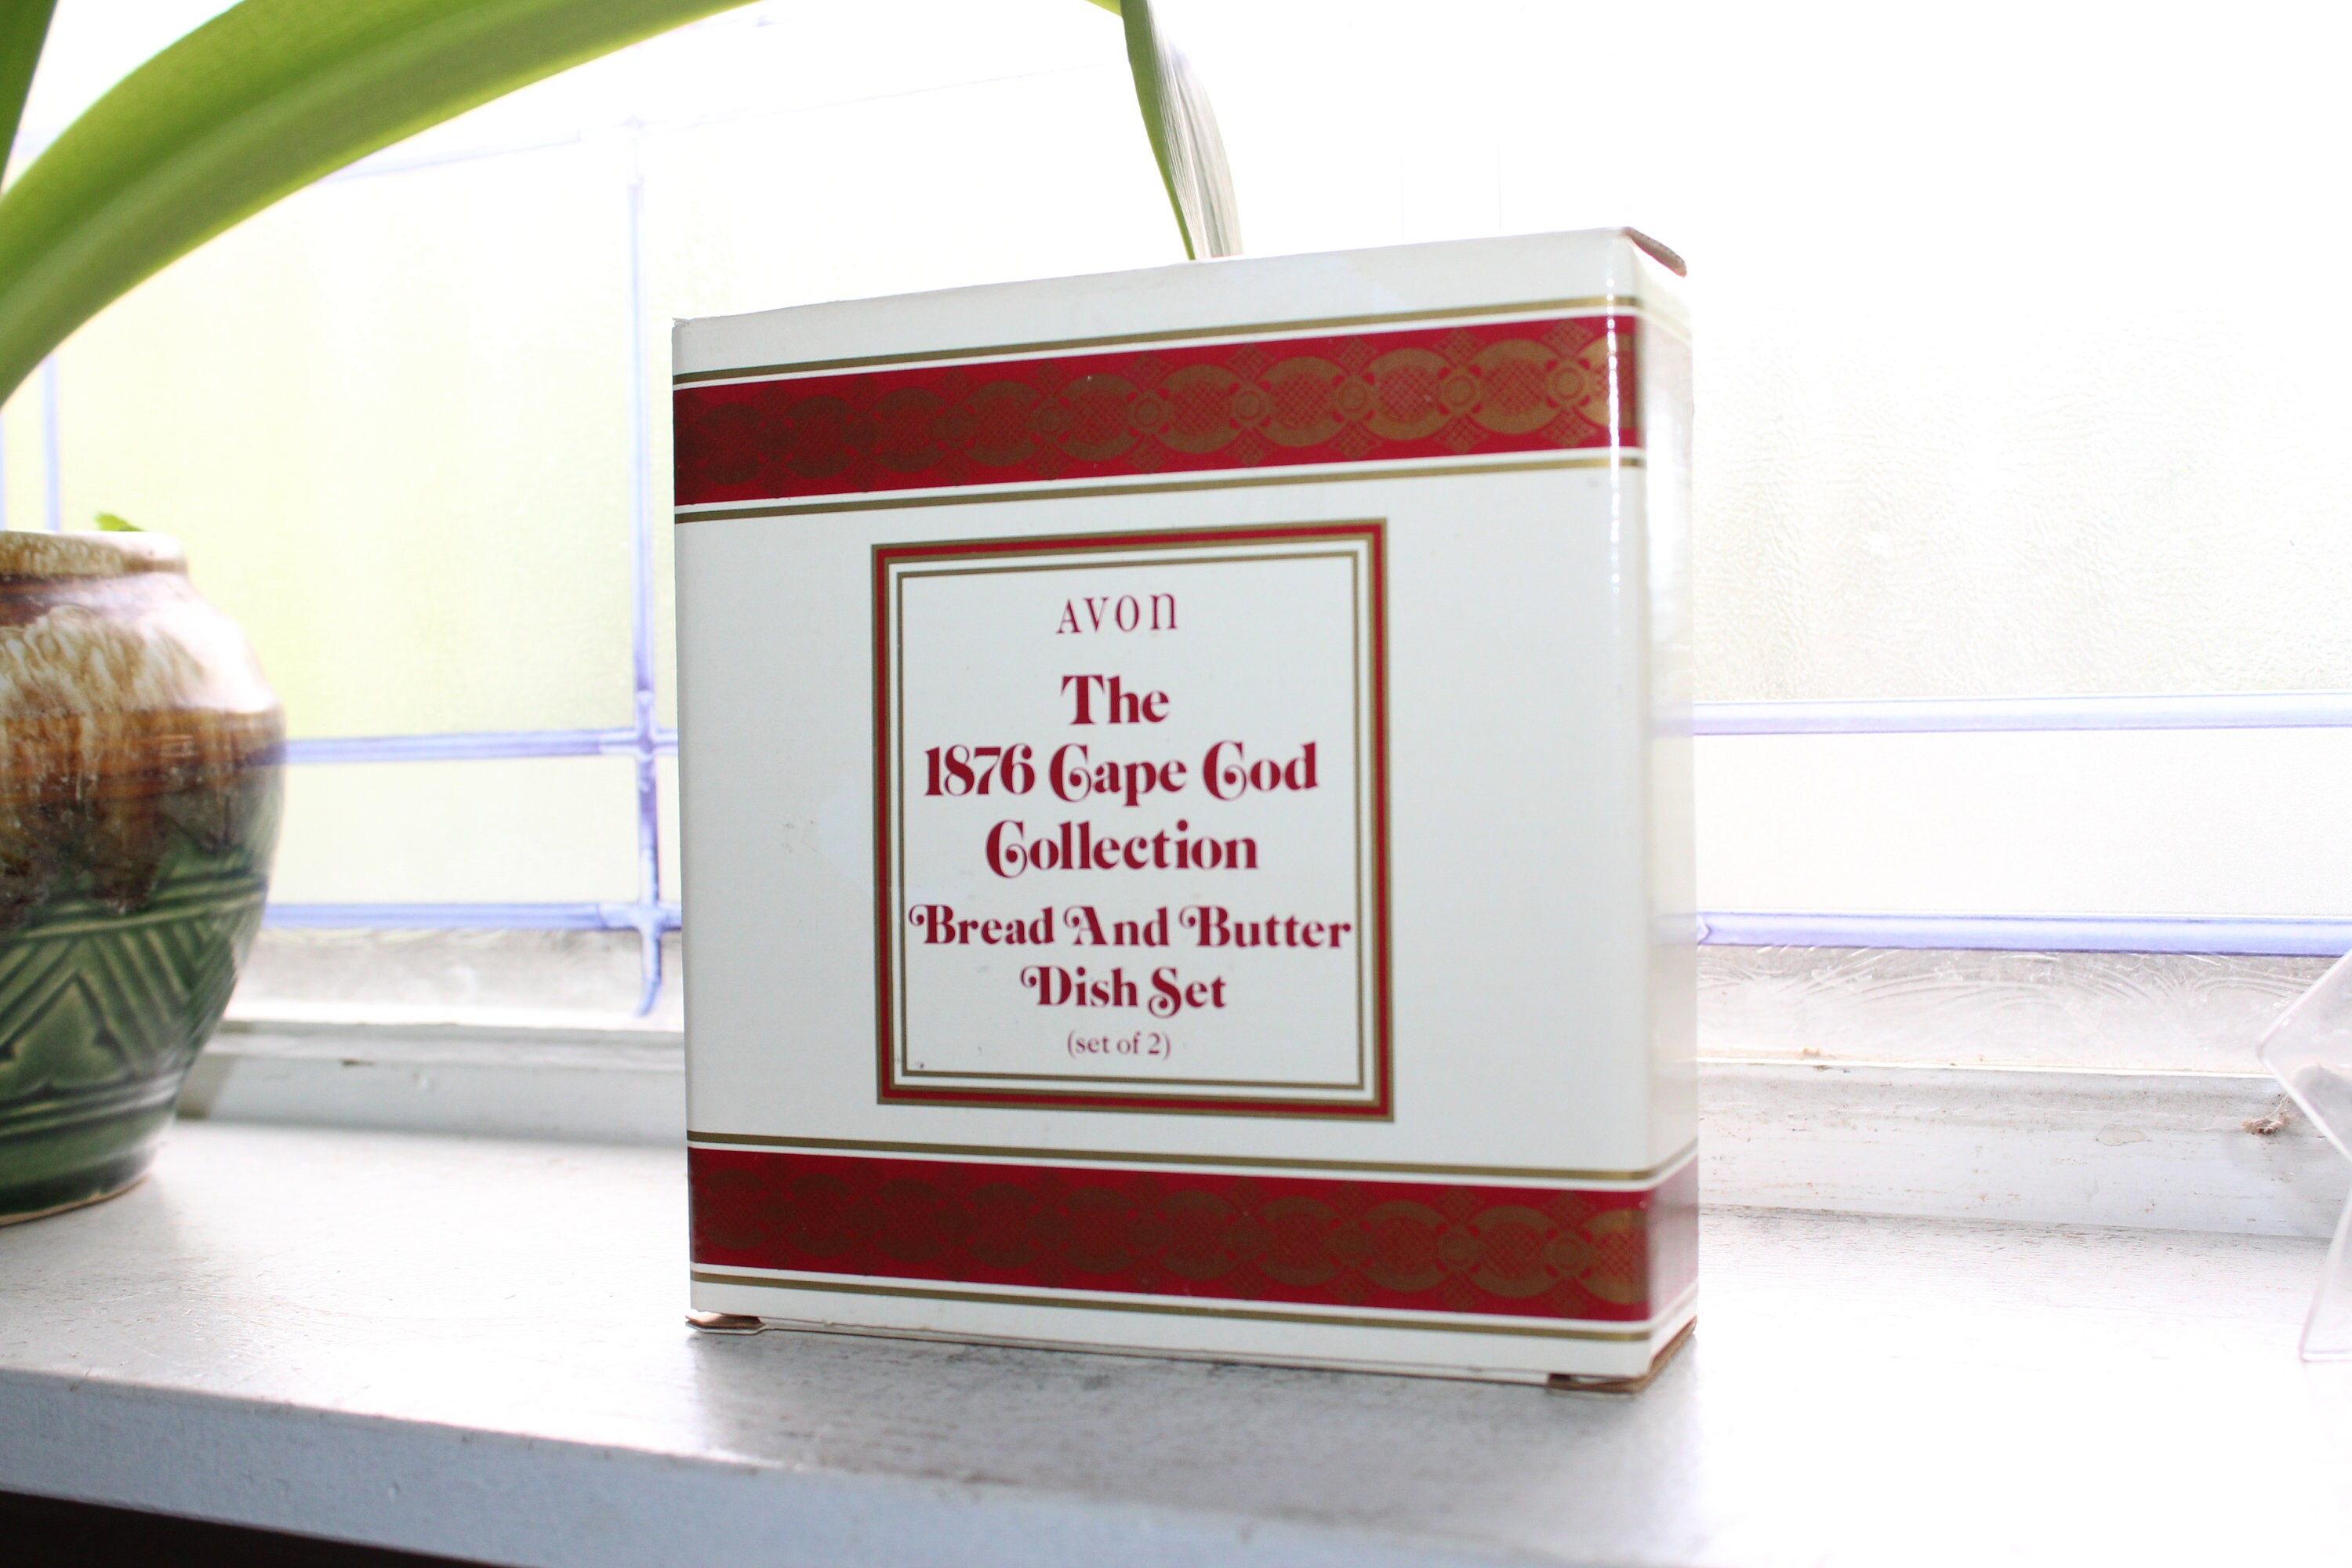 AVON
The
1876 Cape Cod
Collection
Bread And Butter
Dish Set
(set of 2)